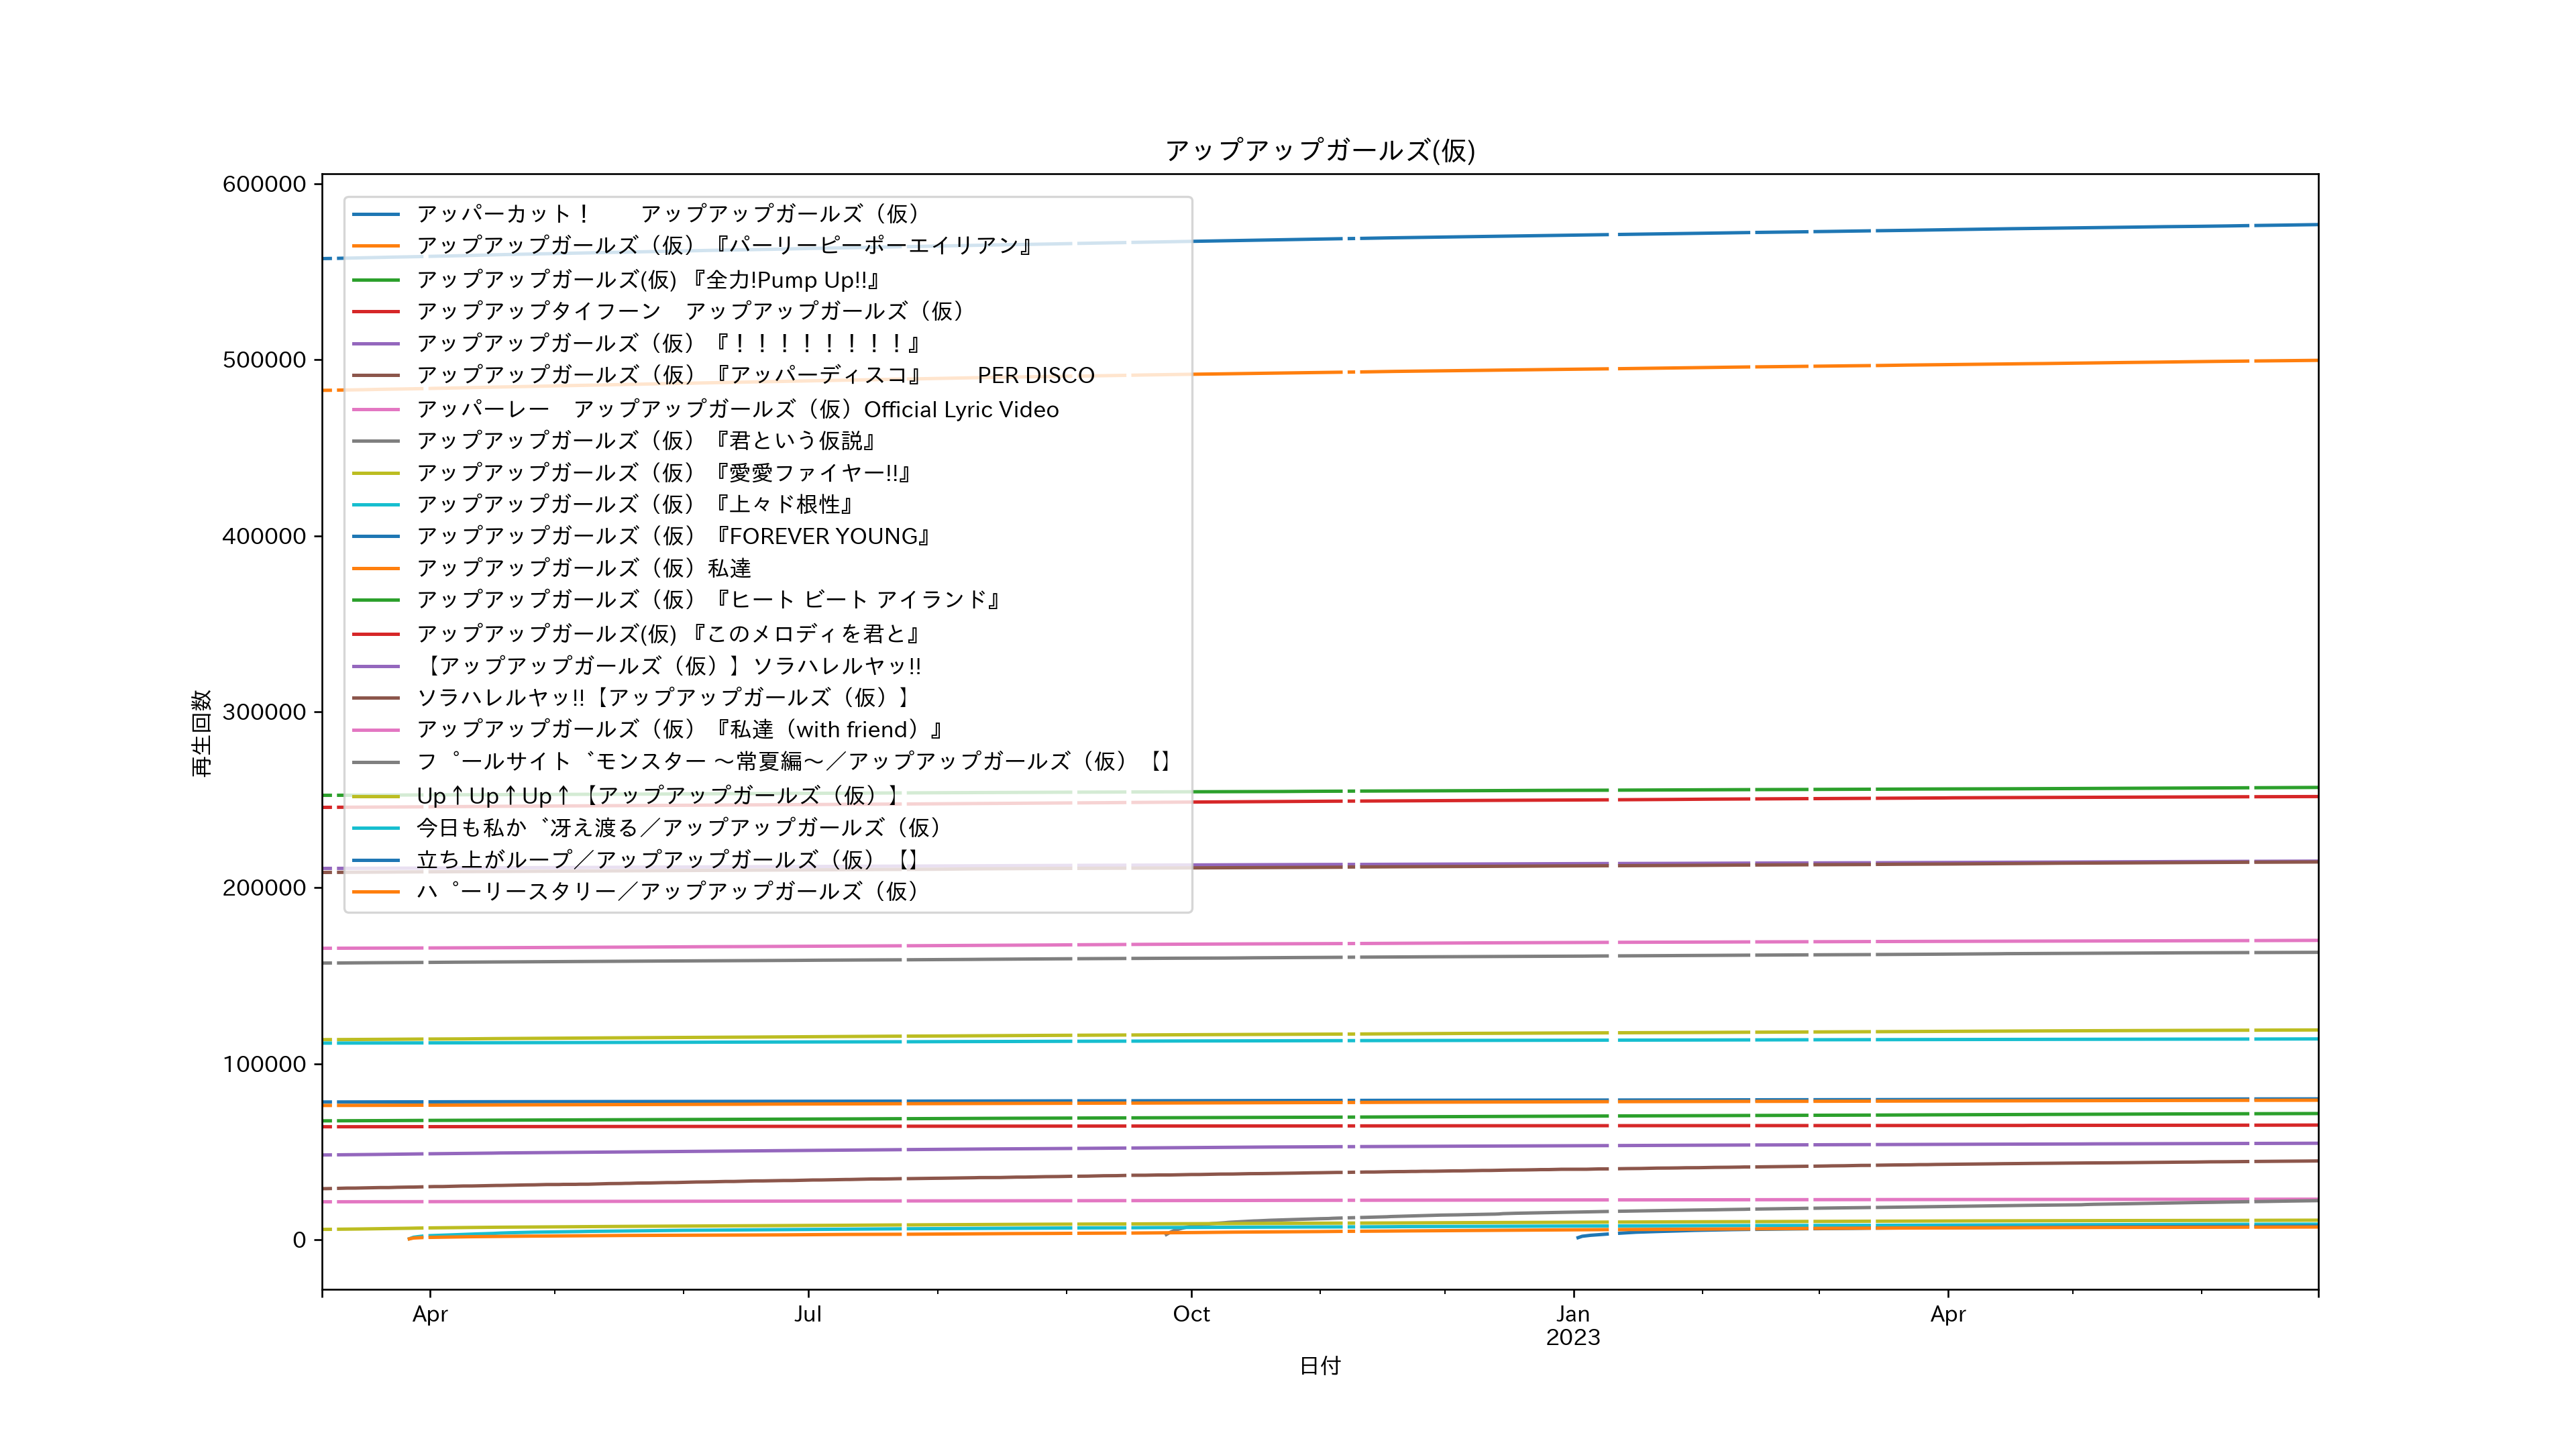 アップアップガールズ(仮)
600000
500000
400000
300000
200000
100000
0
再生回数
アッパーカット！　　アップアップガールズ（仮）
アップアップガールズ（仮）『パーリーピーポーエイリアン』
アップアップガールズ(仮) 『全力!Pump Up!!』
アップアップタイフーン　アップアップガールズ（仮）
アップアップガールズ（仮）『！！！！！！！！』
アップアップガールズ（仮）『アッパーディスコ』　　PER DISCO
アッパーレー　アップアップガールズ（仮）Official Lyric Video
アップアップガールズ（仮）『君という仮説』
アップアップガールズ（仮）『愛愛ファイヤー!!』
アップアップガールズ（仮）『上々ド根性』
アップアップガールズ（仮）『FOREVER YOUNG』
アップアップガールズ（仮）私達
アップアップガールズ（仮）『ヒート ビート アイランド』
アップアップガールズ(仮) 『このメロディを君と』
【アップアップガールズ（仮）】ソラハレルヤッ!!
ソラハレルヤッ!!【アップアップガールズ（仮）】
アップアップガールズ（仮）『私達（with friend）』
フ゜ールサイト゛モンスター 〜常夏編〜／アップアップガールズ（仮）【】
Up↑Up↑Up↑【アップアップガールズ（仮）】
今日も私か゛冴え渡る／アップアップガールズ（仮）
立ち上がループ／アップアップガールズ（仮）【】
ハ゜ーリースタリー／アップアップガールズ（仮）
Apr
Jul
Oct
Jan
2023
Apr
日付